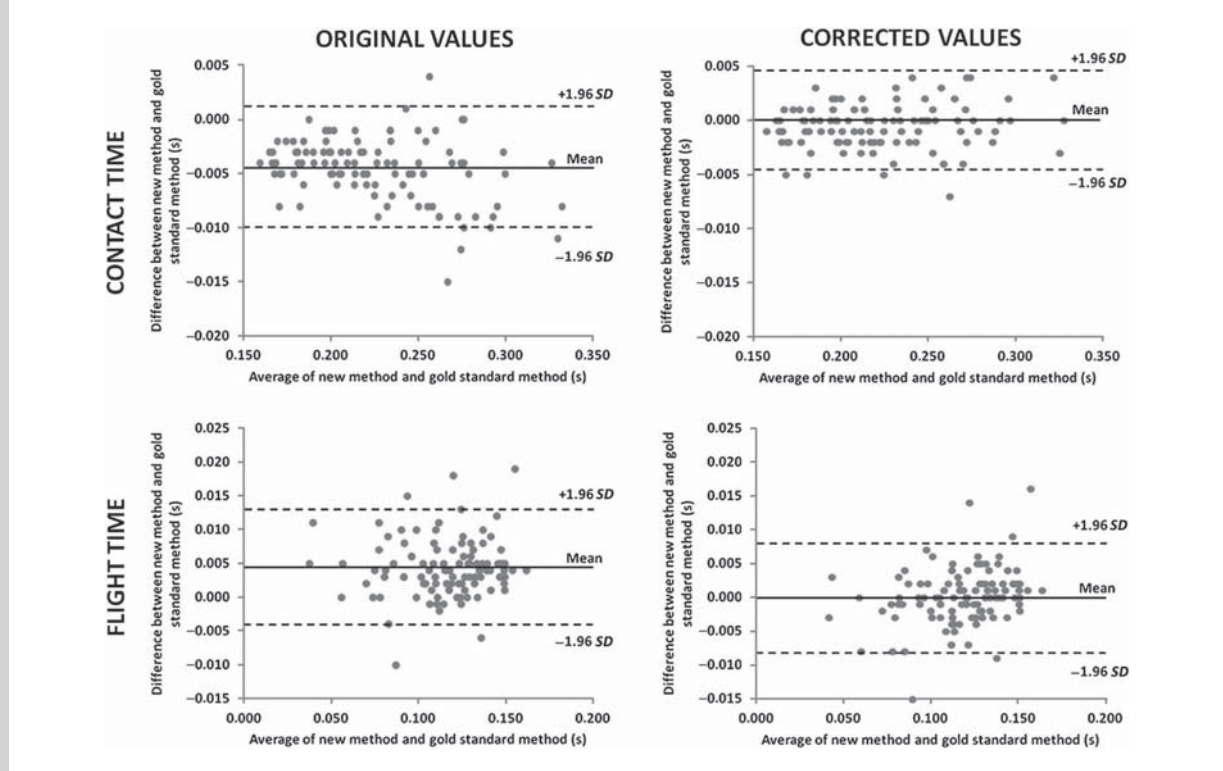 ORIGINAL VALUES
CORRECTED VALUES
CONTACT TIME
Difference between new method and gold
standard method (s)
0.005
0.000
−0.005
−0.010
−0.015
−0.020
+1.96 SD
Mean
−1.96 SD
0.150 0.200 0.250 0.300 0.350
Average of new method and gold standard method (s)
Difference between new method and gold
standard method (s)
0.005
0.000
−0.005
−0.010
−0.015
−0.020
+1.96 SD
Mean
−1.96 SD
0.150 0.200 0.250 0.300 0.350
Average of new method and gold standard method (s)
FLIGHT TIME
Difference between new method and gold
standard method (s)
0.025
0.020
0.015
0.010
0.005
0.000
−0.005
−0.010
−0.015
+1.96 SD
Mean
−1.96 SD
0.000 0.050 0.100 0.150 0.200
Average of new method and gold standard method (s)
Difference between new method and gold
standard method (s)
0.025
0.020
0.015
0.010
0.005
0.000
−0.005
−0.010
−0.015
+1.96 SD
Mean
−1.96 SD
0.000 0.050 0.100 0.150 0.200
Average of new method and gold standard method (s)